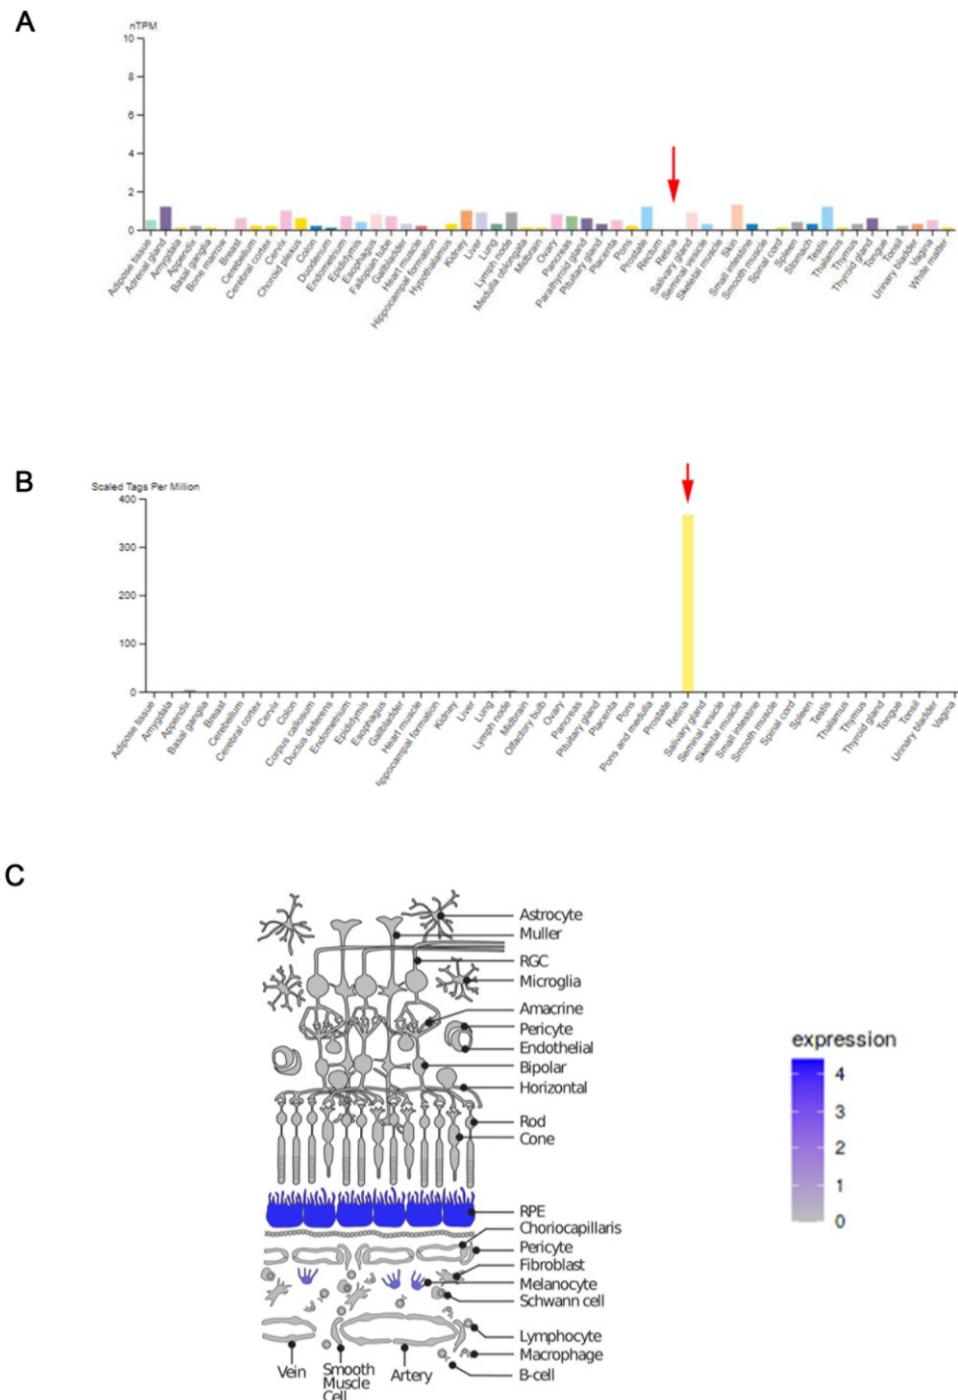 A
nTPM
10
8
6
4
2
0
Adipose tissue
Adrenal gland
Amygdala
Appendix
Basal ganglia
Bone marrow
Breast
Cerebellum
Cerebral cortex
Cervix
Choroid plexus
Colon
Duodenum
Endometrium
Epididymis
Esophagus
Fallopian tube
Gallbladder
Heart muscle
Hippocampal formation
Hypothalamus
Kidney
Liver
Lung
Lymph node
Medulla oblongata
Midbrain
Ovary
Pancreas
Parathyroid gland
Pituitary gland
Placenta
Pons
Prostate
Rectum
Retina
Salivary gland
Seminal vesicle
Skeletal muscle
Skin
Small intestine
Smooth muscle
Spinal cord
Spleen
Stomach
Testis
Thalamus
Thymus
Thyroid gland
Tongue
Tonsil
Urinary bladder
Vagina
White matter
B
Scaled Tags Per Million
400
300
200
100
0
Adipose tissue
Amygdala
Appendix
Basal ganglia
Breast
Cerebellum
Cerebral cortex
Cervix
Colon
Corpus callosum
Ductus deferens
Endometrium
Epididymis
Esophagus
Gallbladder
Heart muscle
ippocampal formation
Kidney
Liver
Lung
Lymph node
Midbrain
Olfactory bulb
Ovary
Pancreas
Pituitary gland
Placenta
Pons
Pons and medulla
Prostate
Retina
Salivary gland
Seminal vesicle
Skeletal muscle
Small intestine
Smooth muscle
Spinal cord
Spleen
Testis
Thalamus
Thymus
Thyroid gland
Tongue
Tonsil
Urinary bladder
Vagina
C
Astrocyte
Muller
RGC
Microglia
Amacrine
Pericyte
Endothelial
Bipolar
Horizontal
Rod
Cone
RPE
Choriocapillaris
Pericyte
Fibroblast
Melanocyte
Schwann cell
Lymphocyte
Macrophage
B-cell
Vein
Smooth
Muscle
Cell
Artery
expression
4
3
2
1
0